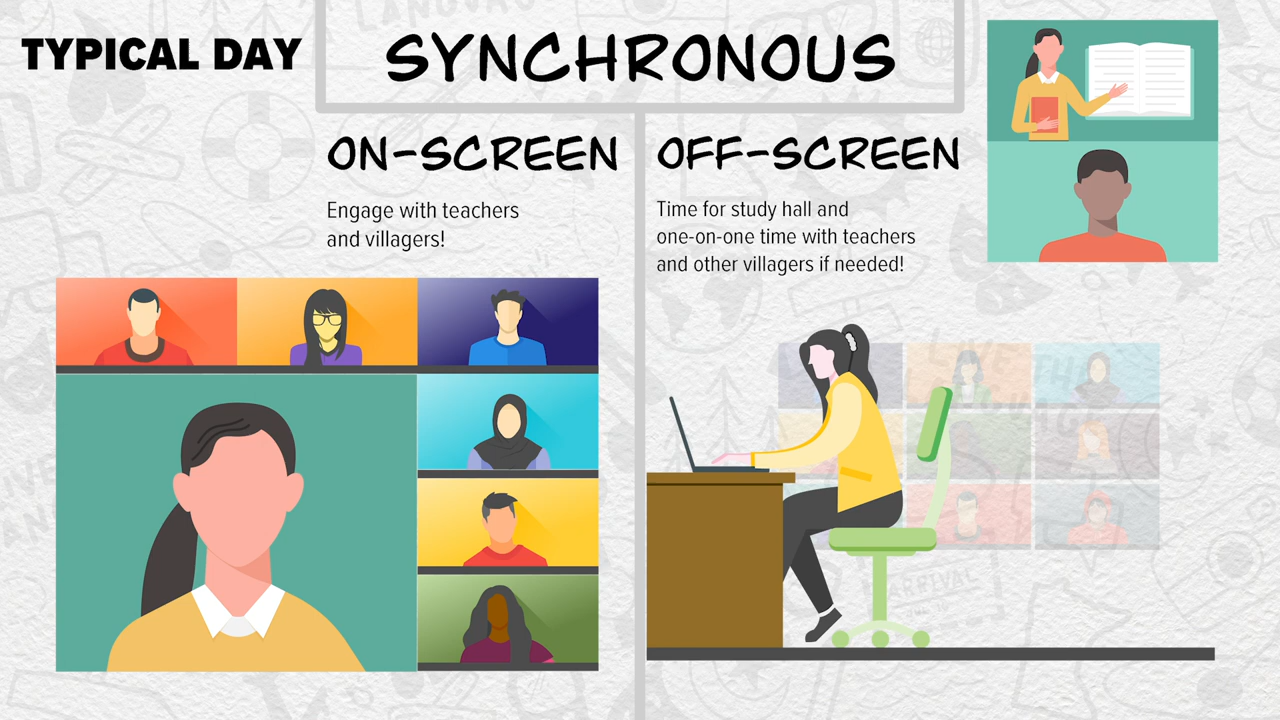 TYPICAL DAY
SYNCHRONOUS
ON-SCREEN
Engage with teachers
and villagers!
OFF-SCREEN
Time for study hall and
one-on-one time with teachers
and other villagers if needed!